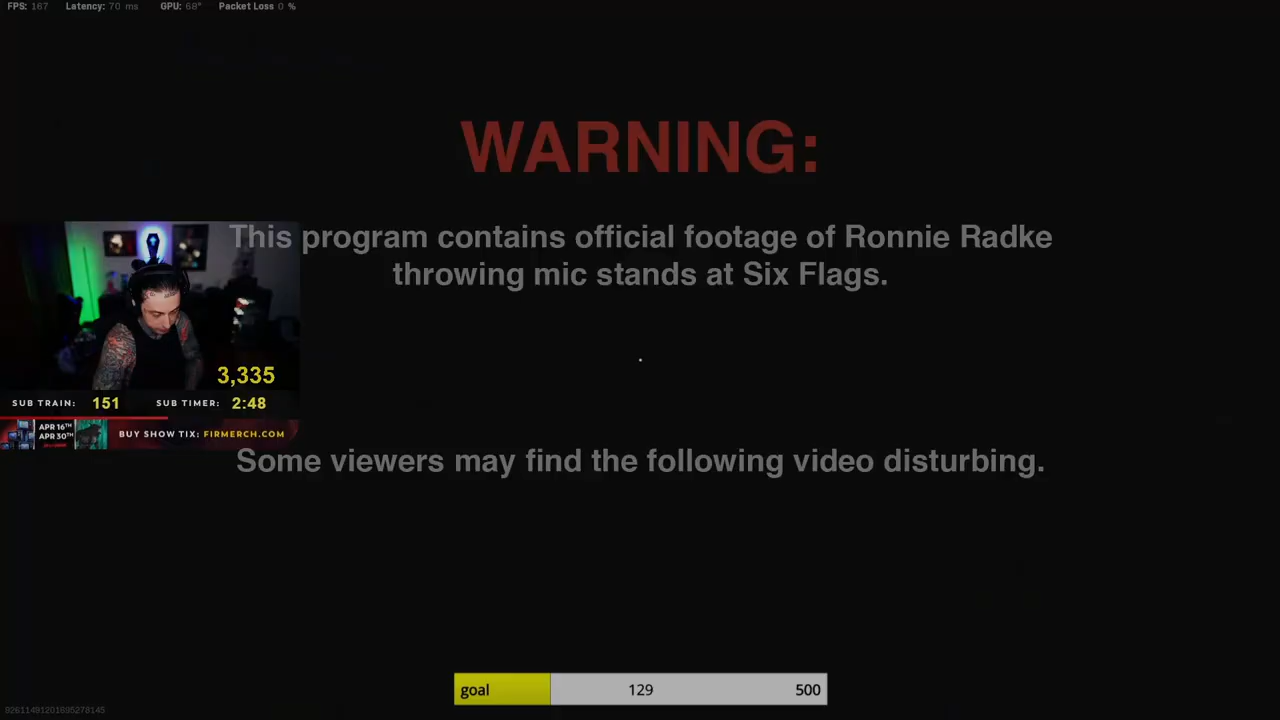 FPS: 167 Latency: 70 ms GPU: 68° Packet Loss 0 %
WARNING:
This program contains official footage of Ronnie Radke
throwing mic stands at Six Flags.
3,335
SUB TRAIN: 151 SUB TIMER: 2:48
APR 16TH
APR 30TH
BUY SHOW TIX: FIRMERCH.COM
Some viewers may find the following video disturbing.
goal 129 500